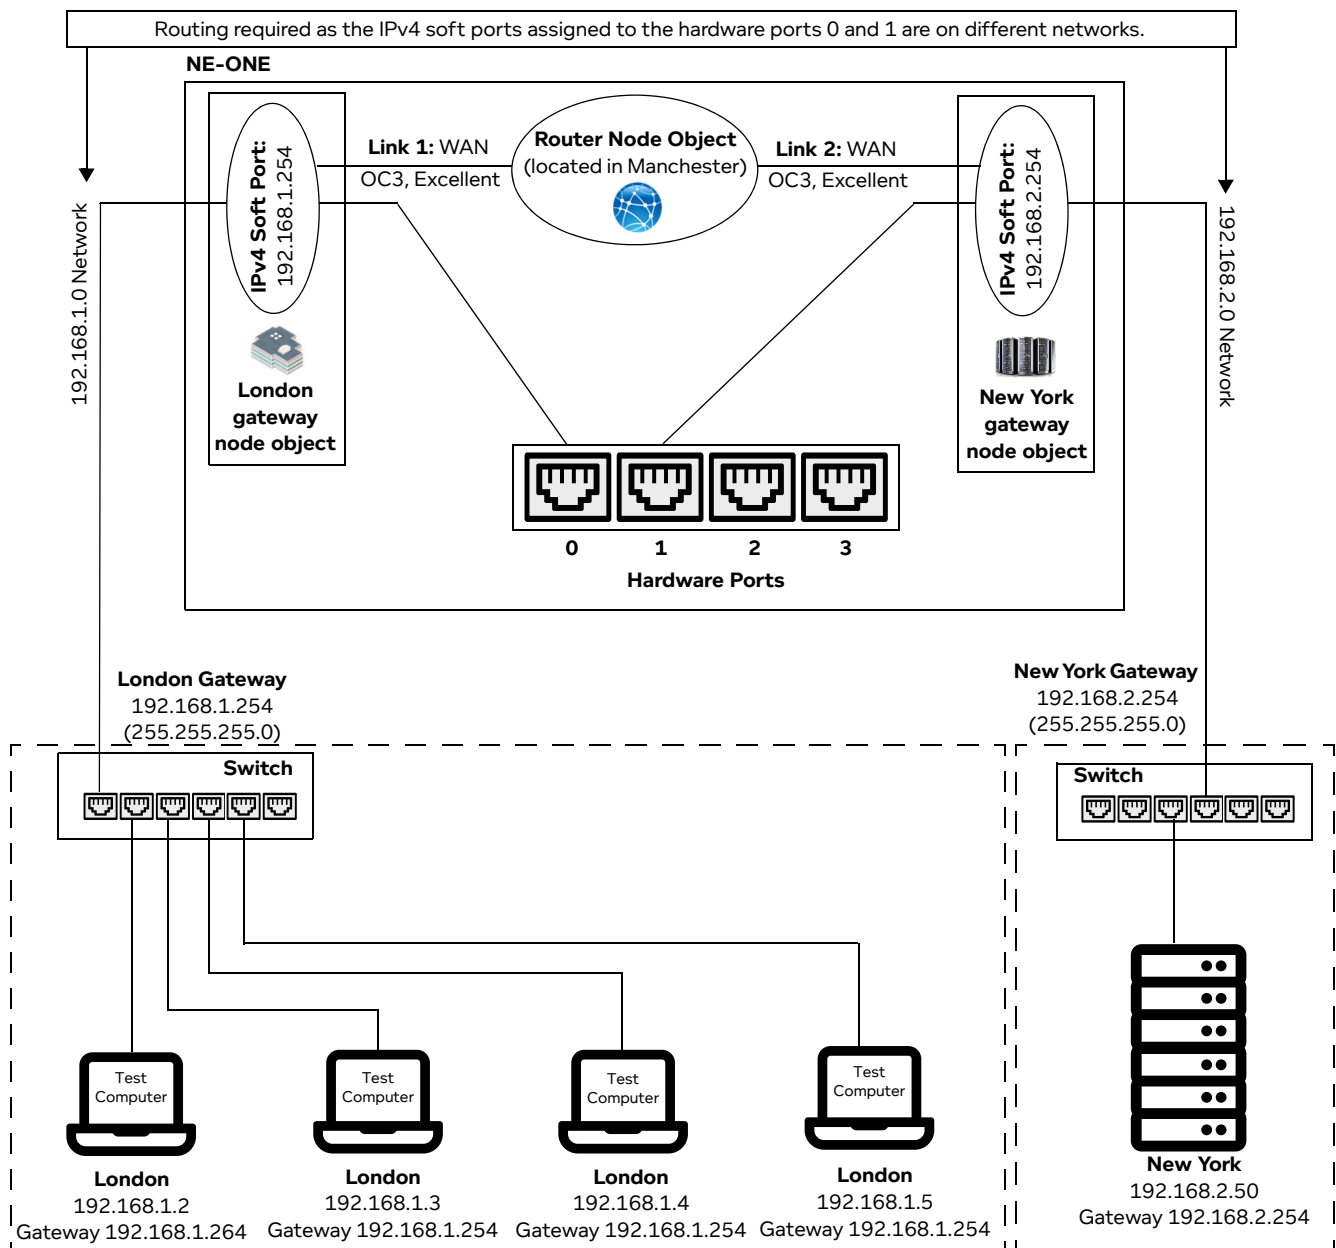 Routing required as the IPv4 soft ports assigned to the hardware ports 0 and 1 are on different networks.
NE-ONE
IPv4 Soft Port:
192.168.1.254
Link 1: WAN
OC3, Excellent
Router Node Object
(located in Manchester)
Link 2: WAN
OC3, Excellent
IPv4 Soft Port:
192.168.2.254
192.168.1.0 Network
192.168.2.0 Network
London
gateway
node object
New York
gateway
node object
0 1 2 3
Hardware Ports
London Gateway
192.168.1.254
(255.255.255.0)
New York Gateway
192.168.2.254
(255.255.255.0)
Switch
Switch
Test
Computer
Test
Computer
Test
Computer
Test
Computer
London
192.168.1.2
Gateway 192.168.1.264
London
192.168.1.3
Gateway 192.168.1.254
London
192.168.1.4
Gateway 192.168.1.254
London
192.168.1.5
Gateway 192.168.1.254
New York
192.168.2.50
Gateway 192.168.2.254